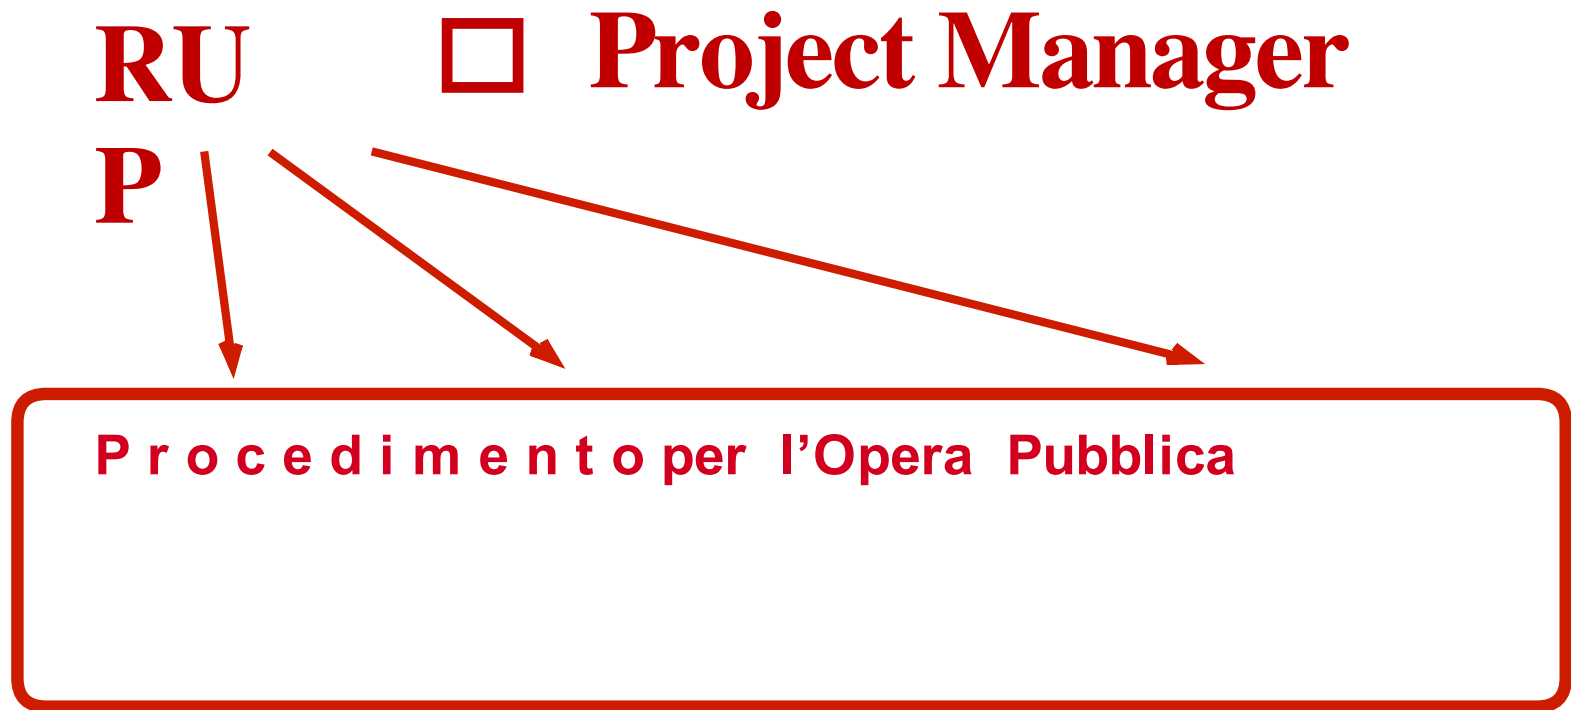 RU □ Project Manager
P
P r o c e d i m e n t o per l’Opera Pubblica